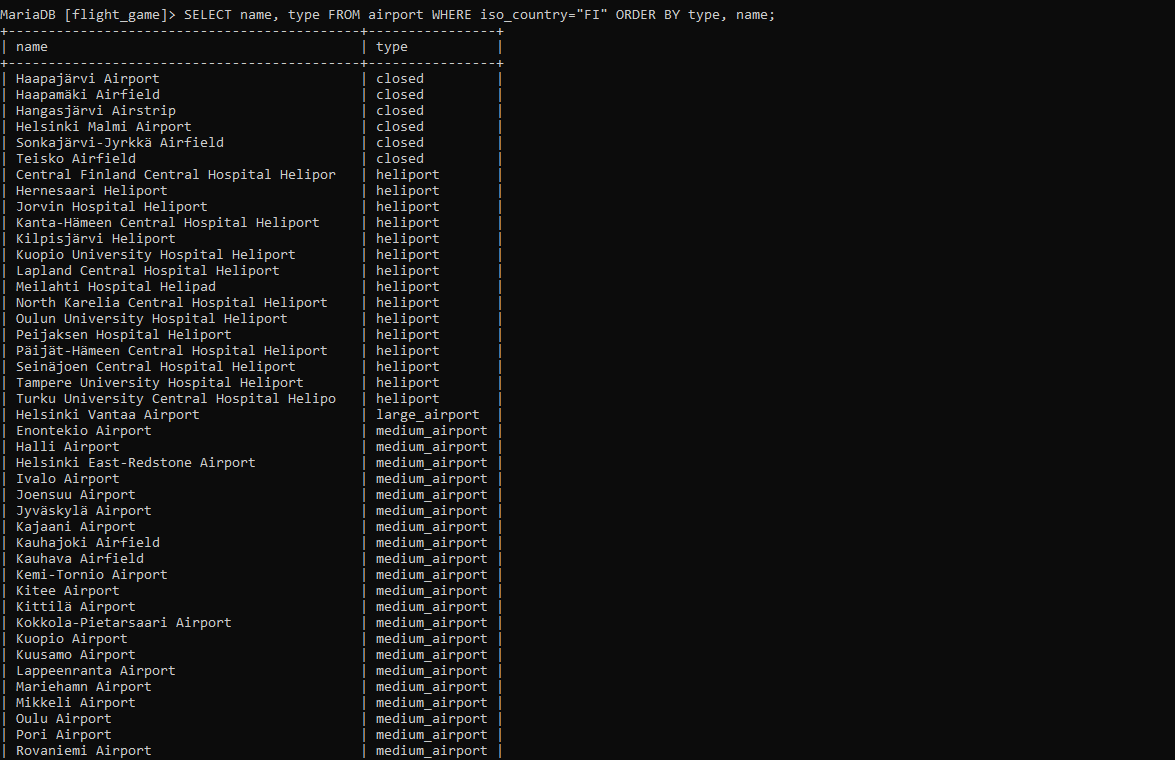 MariaDB [flight_game]> SELECT name, type FROM airport WHERE iso_country="FI" ORDER BY type, name;
+--------------------------------------------+----------------+
| name                                       | type           |
+--------------------------------------------+----------------+
| Haapajärvi Airport                         | closed         |
| Haapamäki Airfield                         | closed         |
| Hangasjärvi Airstrip                       | closed         |
| Helsinki Malmi Airport                     | closed         |
| Sonkajärvi-Jyrkkä Airfield                 | closed         |
| Teisko Airfield                            | closed         |
| Central Finland Central Hospital Helipor   | heliport       |
| Hernesaari Heliport                        | heliport       |
| Jorvin Hospital Heliport                   | heliport       |
| Kanta-Hämeen Central Hospital Heliport     | heliport       |
| Kilpisjärvi Heliport                       | heliport       |
| Kuopio University Hospital Heliport        | heliport       |
| Lapland Central Hospital Heliport          | heliport       |
| Meilahti Hospital Helipad                  | heliport       |
| North Karelia Central Hospital Heliport    | heliport       |
| Oulun University Hospital Heliport         | heliport       |
| Peijaksen Hospital Heliport                | heliport       |
| Päijät-Hämeen Central Hospital Heliport    | heliport       |
| Seinäjoen Central Hospital Heliport        | heliport       |
| Tampere University Hospital Heliport       | heliport       |
| Turku University Central Hospital Helipo   | heliport       |
| Helsinki Vantaa Airport                    | large_airport  |
| Enontekio Airport                          | medium_airport |
| Halli Airport                              | medium_airport |
| Helsinki East-Redstone Airport             | medium_airport |
| Ivalo Airport                              | medium_airport |
| Joensuu Airport                            | medium_airport |
| Jyväskylä Airport                          | medium_airport |
| Kajaani Airport                            | medium_airport |
| Kauhajoki Airfield                         | medium_airport |
| Kauhava Airfield                           | medium_airport |
| Kemi-Tornio Airport                        | medium_airport |
| Kitee Airport                              | medium_airport |
| Kittilä Airport                            | medium_airport |
| Kokkola-Pietarsaari Airport                | medium_airport |
| Kuopio Airport                             | medium_airport |
| Kuusamo Airport                            | medium_airport |
| Lappeenranta Airport                       | medium_airport |
| Mariehamn Airport                          | medium_airport |
| Mikkeli Airport                            | medium_airport |
| Oulu Airport                               | medium_airport |
| Pori Airport                               | medium_airport |
| Rovaniemi Airport                          | medium_airport |